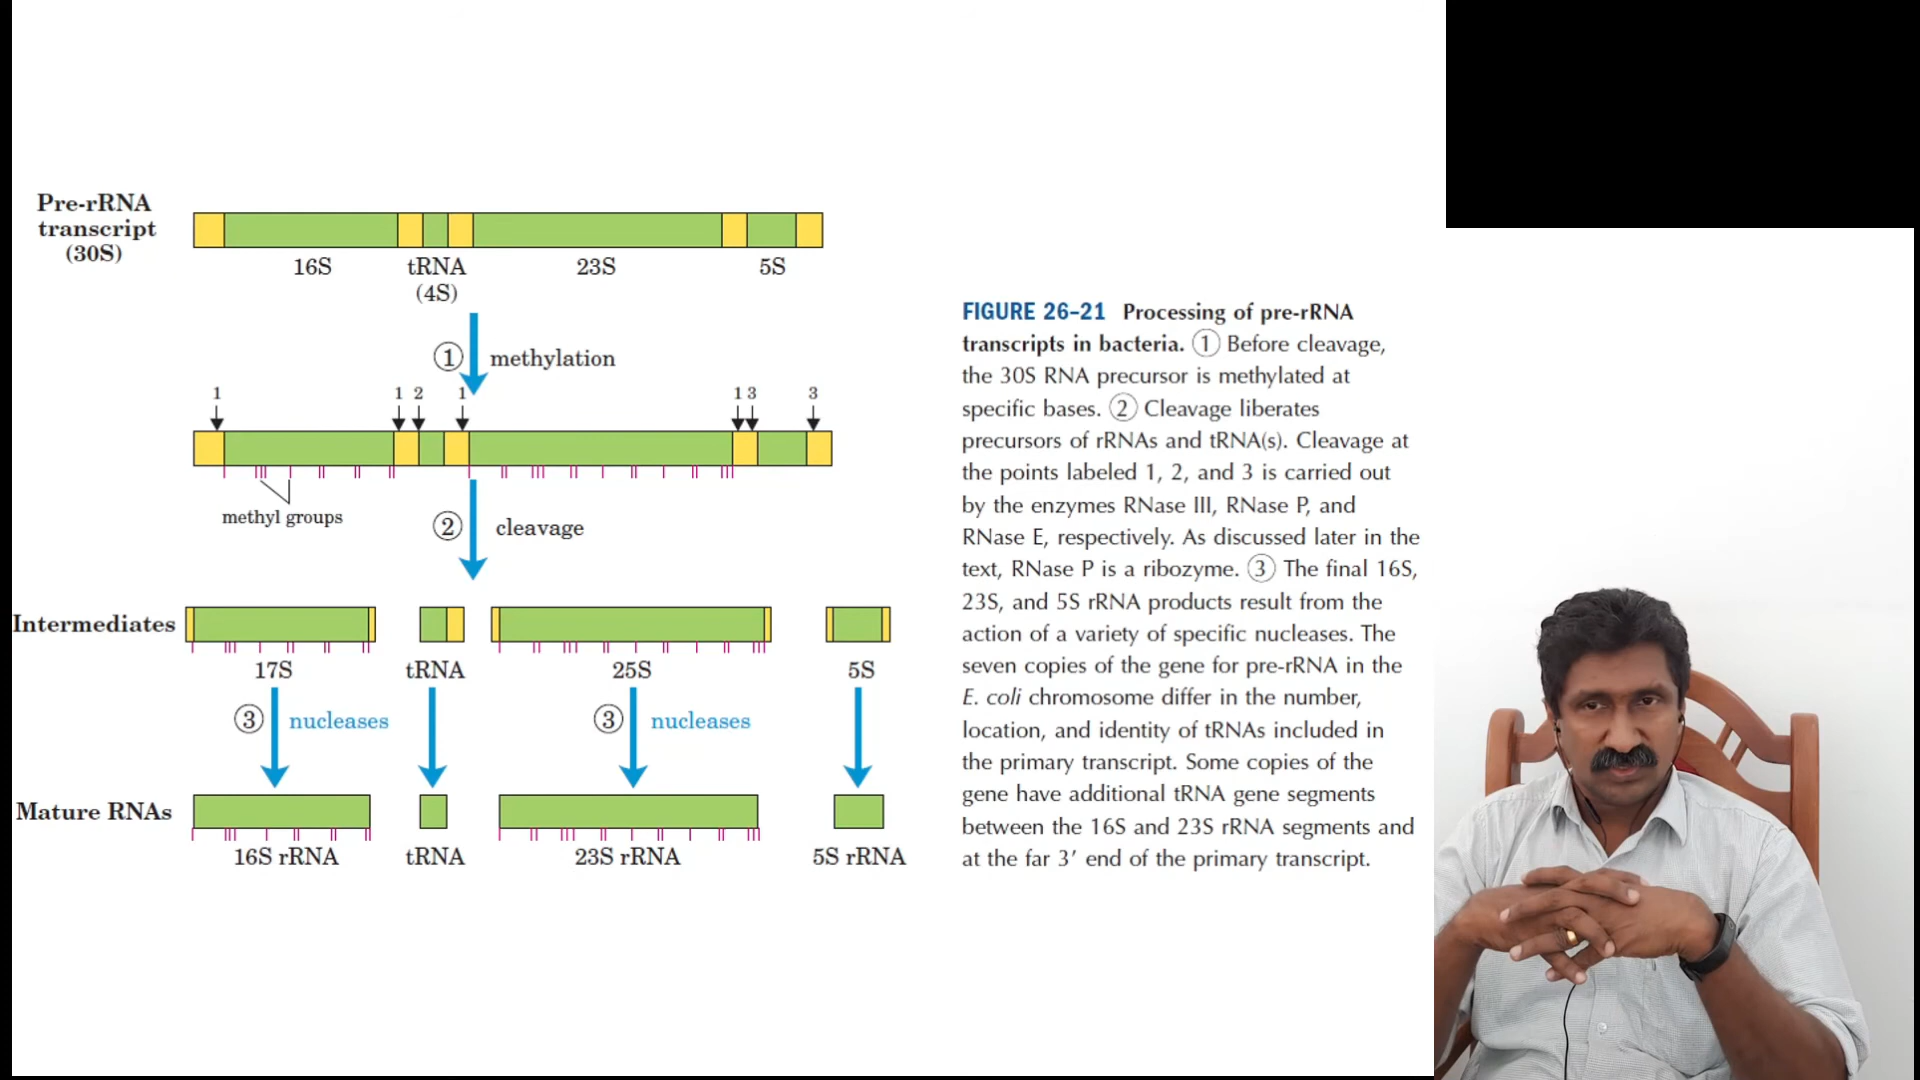 Pre-rRNA
transcript
(30S)
16S
tRNA
(4S)
23S
5S
1
methylation
1
1
2
1
1
3
3
methyl groups
2
cleavage
Intermediates
17S
tRNA
25S
5S
3
nucleases
3
nucleases
Mature RNAs
16S rRNA
tRNA
23S rRNA
5S rRNA
FIGURE 26–21 Processing of pre-rRNA
transcripts in bacteria. 1 Before cleavage,
the 30S RNA precursor is methylated at
specific bases. 2 Cleavage liberates
precursors of rRNAs and tRNA(s). Cleavage at
the points labeled 1, 2, and 3 is carried out
by the enzymes RNase III, RNase P, and
RNase E, respectively. As discussed later in the
text, RNase P is a ribozyme. 3 The final 16S,
23S, and 5S rRNA products result from the
action of a variety of specific nucleases. The
seven copies of the gene for pre-rRNA in the
E. coli chromosome differ in the number,
location, and identity of tRNAs included in
the primary transcript. Some copies of the
gene have additional tRNA gene segments
between the 16S and 23S rRNA segments and
at the far 3′ end of the primary transcript.